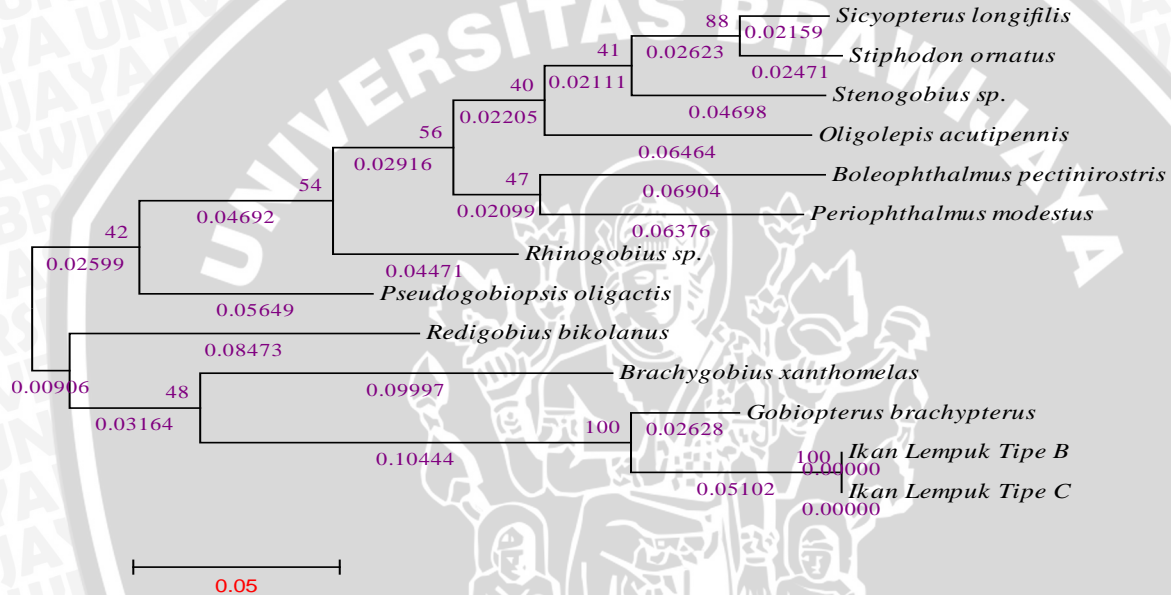 UNIVERSITAS BRAWIJAYA
88
Sicyopterus longifilis
0.02159
41
0.02623
Stiphodon ornatus
0.02471
40
0.02111
Stenogobius sp.
0.04698
56
0.02205
Oligolepis acutipennis
0.06464
54
0.02916
47
Boleophthalmus pectinirostris
0.06904
0.02099
Periophthalmus modestus
0.06376
42
0.04692
Rhinogobius sp.
0.04471
0.02599
Pseudogobiopsis oligactis
0.05649
Redigobius bikolanus
0.08473
0.00906
48
Brachygobius xanthomelas
0.09997
0.03164
100
Gobiopterus brachypterus
0.02628
0.10444
100
Ikan Lempuk Tipe B
0.00000
0.05102
Ikan Lempuk Tipe C
0.00000
0.05